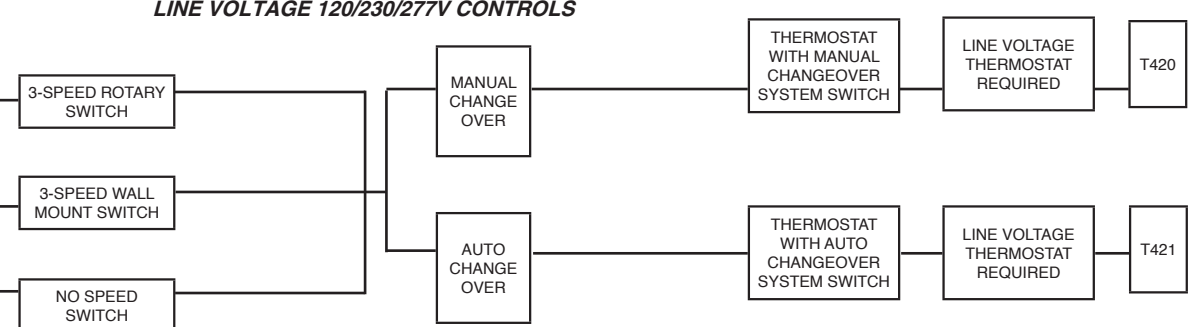 LINE VOLTAGE 120/230/277V CONTROLS
3-SPEED ROTARY
SWITCH
3-SPEED WALL
MOUNT SWITCH
NO SPEED
SWITCH
MANUAL
CHANGE
OVER
AUTO
CHANGE
OVER
THERMOSTAT
WITH MANUAL
CHANGEOVER
SYSTEM SWITCH
LINE VOLTAGE
THERMOSTAT
REQUIRED
T420
THERMOSTAT
WITH AUTO
CHANGEOVER
SYSTEM SWITCH
LINE VOLTAGE
THERMOSTAT
REQUIRED
T421